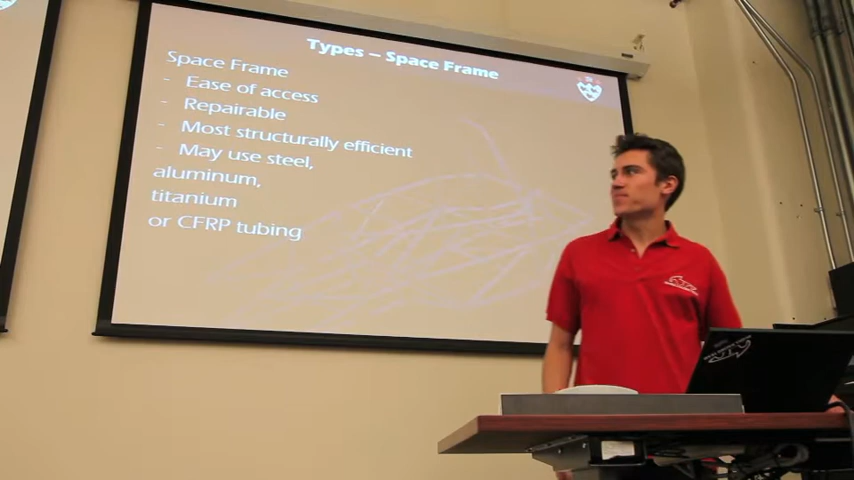 Types – Space Frame
Space Frame
- Ease of access
- Repairable
- Most structurally efficient
- May use steel,
aluminum,
titanium
or CFRP tubing